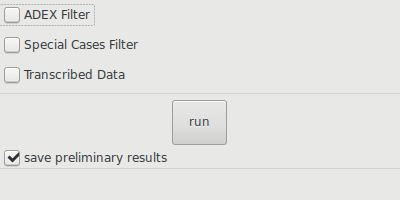 ADEX Filter
Special Cases Filter
Transcribed Data
run
save preliminary results